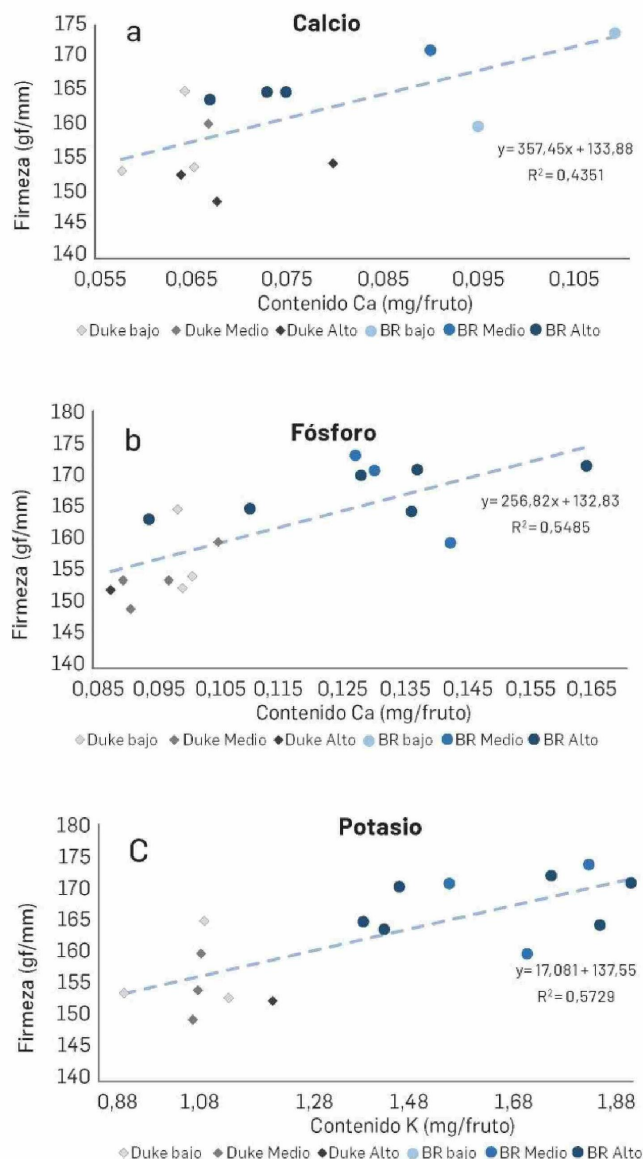 a
Calcio
Firmeza (gf/mm)
175
170
165
160
155
150
145
140
y= 357,45x + 133,88
R²= 0,4351
0,055 0,065 0,075 0,085 0,095 0,105
Contenido Ca (mg/fruto)
Duke bajo Duke Medio Duke Alto BR bajo BR Medio BR Alto
b
Fósforo
Firmeza (gf/mm)
180
175
170
165
160
155
150
145
140
y= 256,82x + 132,83
R²= 0,5485
0,085 0,095 0,105 0,115 0,125 0,135 0,145 0,155 0,165
Contenido Ca (mg/fruto)
Duke bajo Duke Medio Duke Alto BR bajo BR Medio BR Alto
C
Potasio
Firmeza (gf/mm)
180
175
170
165
160
155
150
145
140
y= 17,081 + 137,55
R²= 0,5729
0,88 1,08 1,28 1,48 1,68 1,88
Contenido K (mg/fruto)
Duke bajo Duke Medio Duke Alto BR bajo BR Medio BR Alto